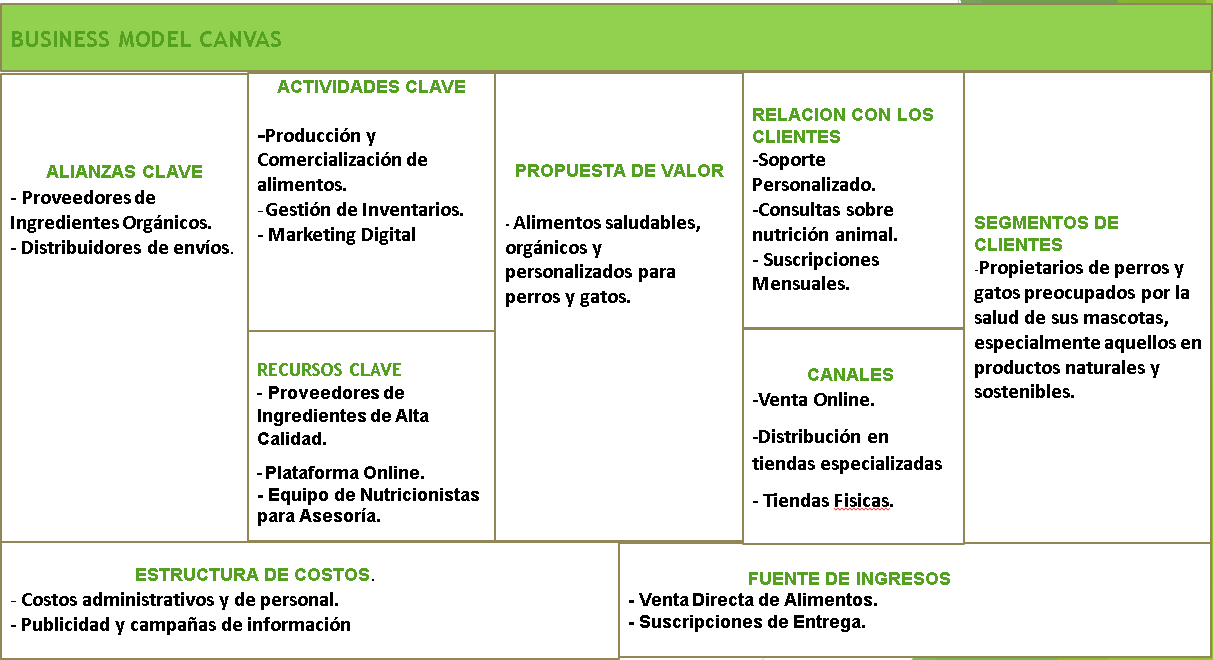 BUSINESS MODEL CANVAS
ALIANZAS CLAVE
- Proveedores de
Ingredientes Orgánicos.
- Distribuidores de envíos.
ACTIVIDADES CLAVE
-Producción y
Comercialización de
alimentos.
-Gestión de Inventarios.
- Marketing Digital
RECURSOS CLAVE
- Proveedores de
Ingredientes de Alta
Calidad.
- Plataforma Online.
- Equipo de Nutricionistas
para Asesoría.
PROPUESTA DE VALOR
- Alimentos saludables,
orgánicos y
personalizados para
perros y gatos.
RELACION CON LOS
CLIENTES
-Soporte
Personalizado.
-Consultas sobre
nutrición animal.
- Suscripciones
Mensuales.
CANALES
-Venta Online.
-Distribución en
tiendas especializadas
- Tiendas Fisicas.
SEGMENTOS DE
CLIENTES
-Propietarios de perros y
gatos preocupados por la
salud de sus mascotas,
especialmente aquellos en
productos naturales y
sostenibles.
ESTRUCTURA DE COSTOS.
- Costos administrativos y de personal.
- Publicidad y campañas de información
FUENTE DE INGRESOS
- Venta Directa de Alimentos.
- Suscripciones de Entrega.